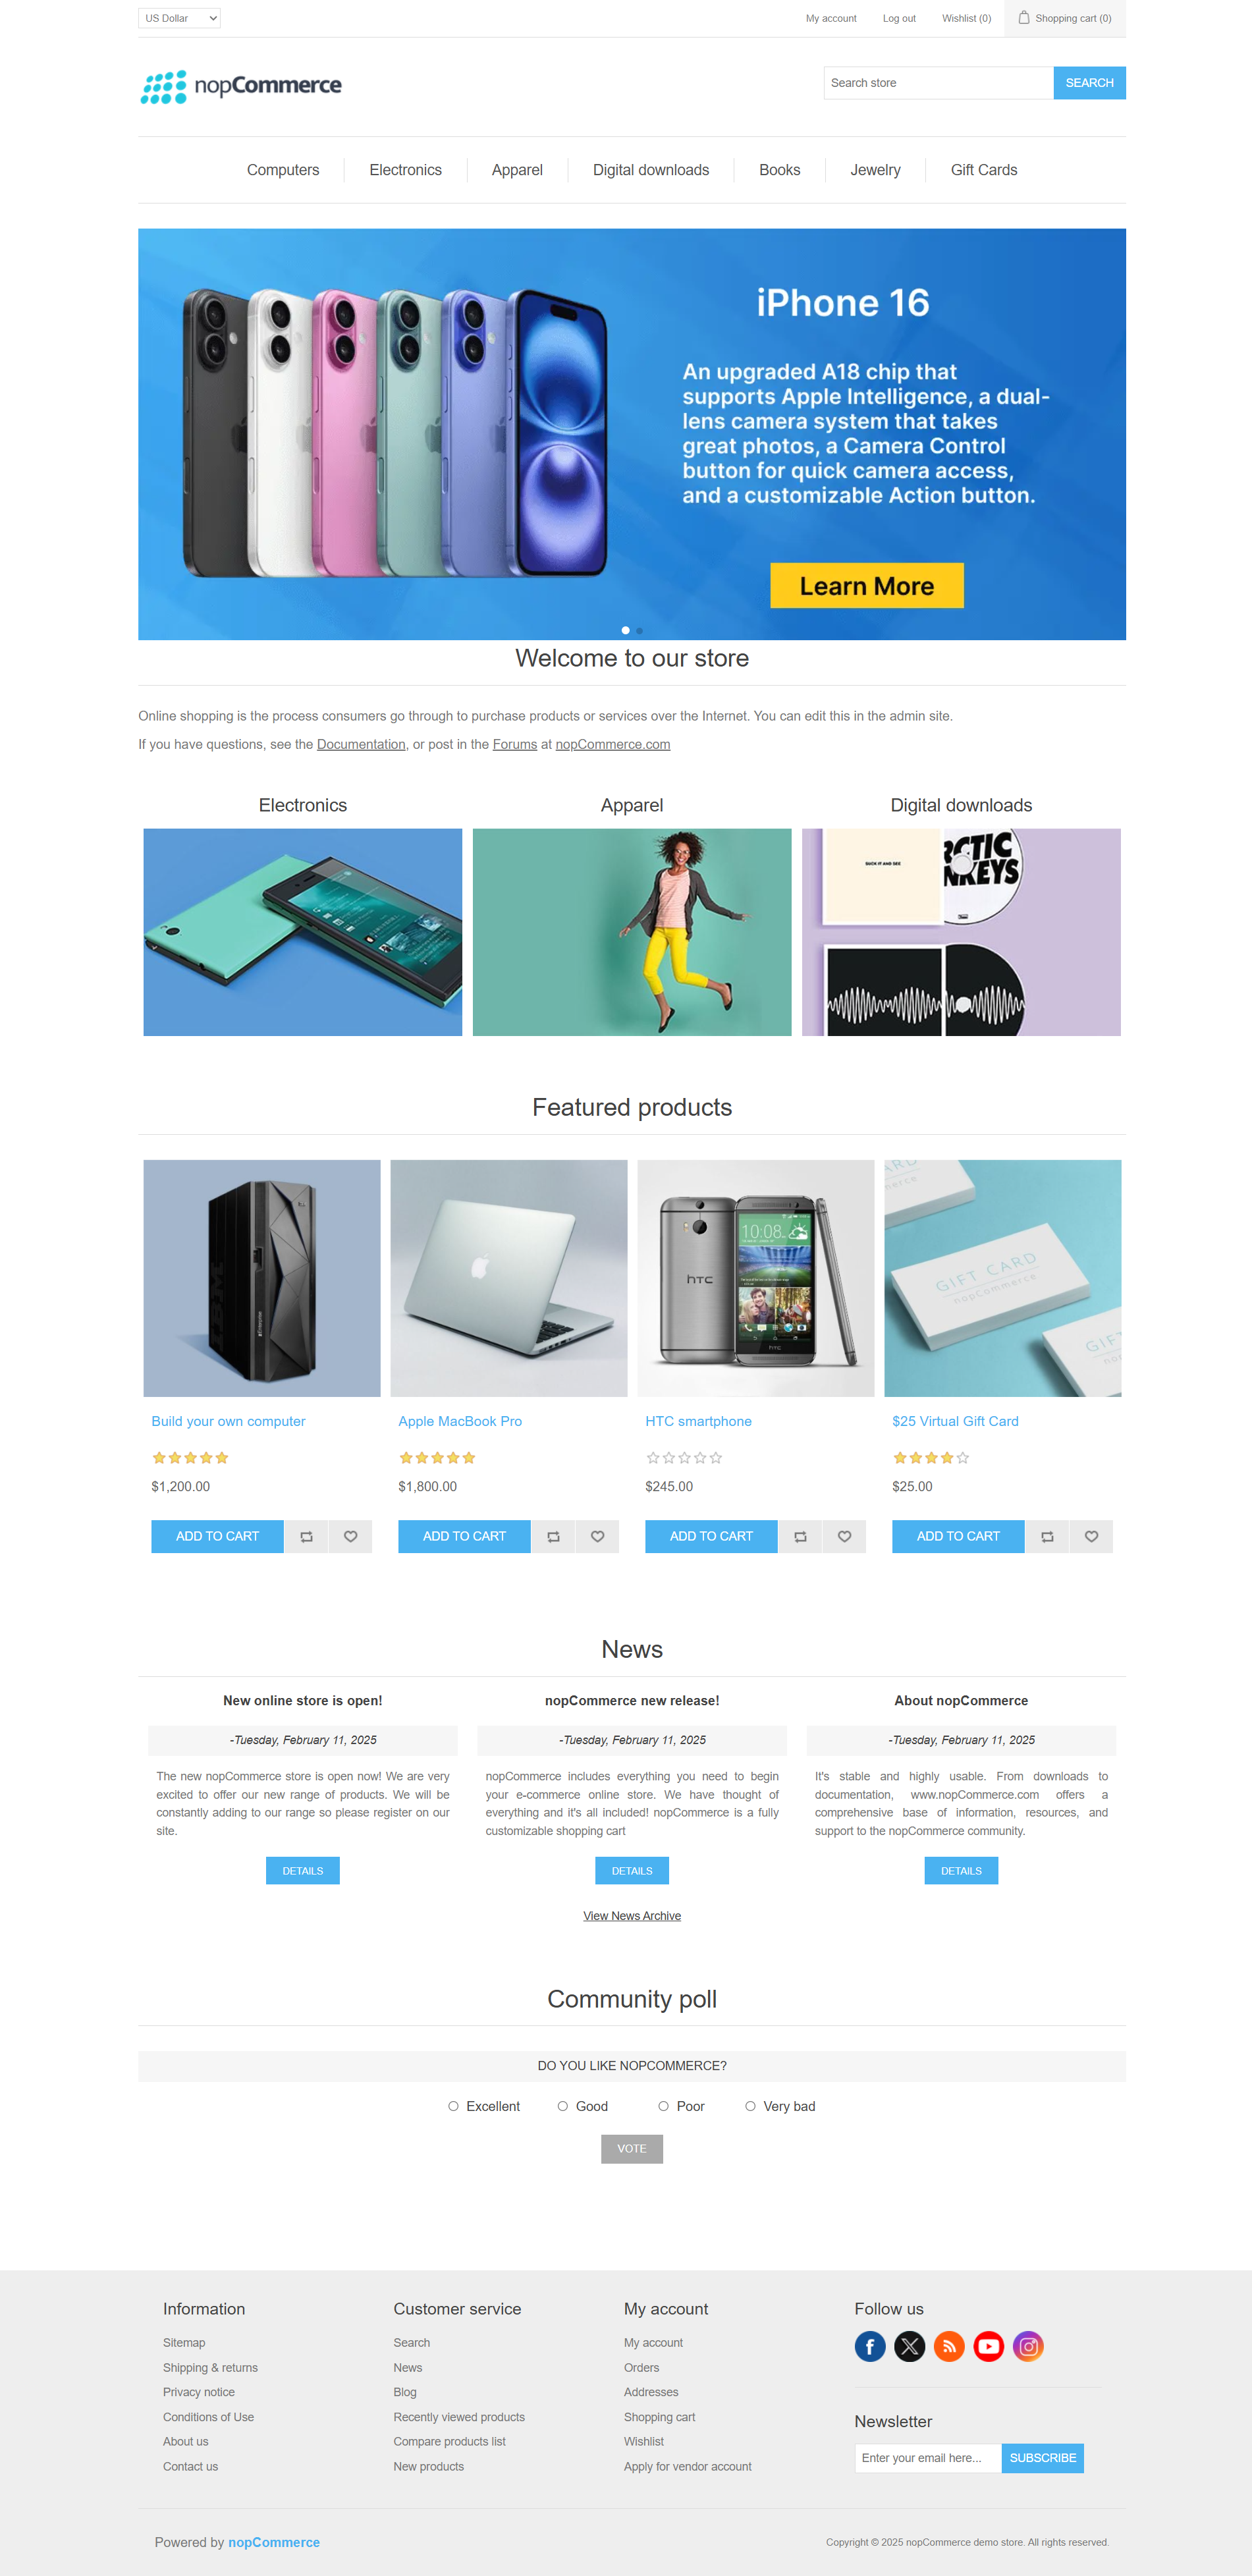 US Dollar
My account
Log out
Wishlist (0)
Shopping cart (0)
nopCommerce
Search store
SEARCH
Computers
Electronics
Apparel
Digital downloads
Books
Jewelry
Gift Cards
iPhone 16
An upgraded A18 chip that
supports Apple Intelligence, a dual-
lens camera system that takes
great photos, a Camera Control
button for quick camera access,
and a customizable Action button.
Learn More
Welcome to our store
Online shopping is the process consumers go through to purchase products or services over the Internet. You can edit this in the admin site.
If you have questions, see the Documentation, or post in the Forums at nopCommerce.com
Electronics
Apparel
Digital downloads
SUCK IT AND SEE
RCTIC
NKEYS
Featured products
10:08
hTC
hTC
GIFT CARD
nopCommerce
Build your own computer
$1,200.00
ADD TO CART
Apple MacBook Pro
$1,800.00
ADD TO CART
HTC smartphone
$245.00
ADD TO CART
$25 Virtual Gift Card
$25.00
ADD TO CART
News
New online store is open!
-Tuesday, February 11, 2025
The new nopCommerce store is open now! We are very
excited to offer our new range of products. We will be
constantly adding to our range so please register on our
site.
DETAILS
nopCommerce new release!
-Tuesday, February 11, 2025
nopCommerce includes everything you need to begin
your e-commerce online store. We have thought of
everything and it's all included! nopCommerce is a fully
customizable shopping cart
DETAILS
About nopCommerce
-Tuesday, February 11, 2025
It's stable and highly usable. From downloads to
documentation, www.nopCommerce.com offers a
comprehensive base of information, resources, and
support to the nopCommerce community.
DETAILS
View News Archive
Community poll
DO YOU LIKE NOPCOMMERCE?
Excellent
Good
Poor
Very bad
VOTE
Information
Sitemap
Shipping & returns
Privacy notice
Conditions of Use
About us
Contact us
Customer service
Search
News
Blog
Recently viewed products
Compare products list
New products
My account
My account
Orders
Addresses
Shopping cart
Wishlist
Apply for vendor account
Follow us
Newsletter
Enter your email here...
SUBSCRIBE
Powered by nopCommerce
Copyright © 2025 nopCommerce demo store. All rights reserved.